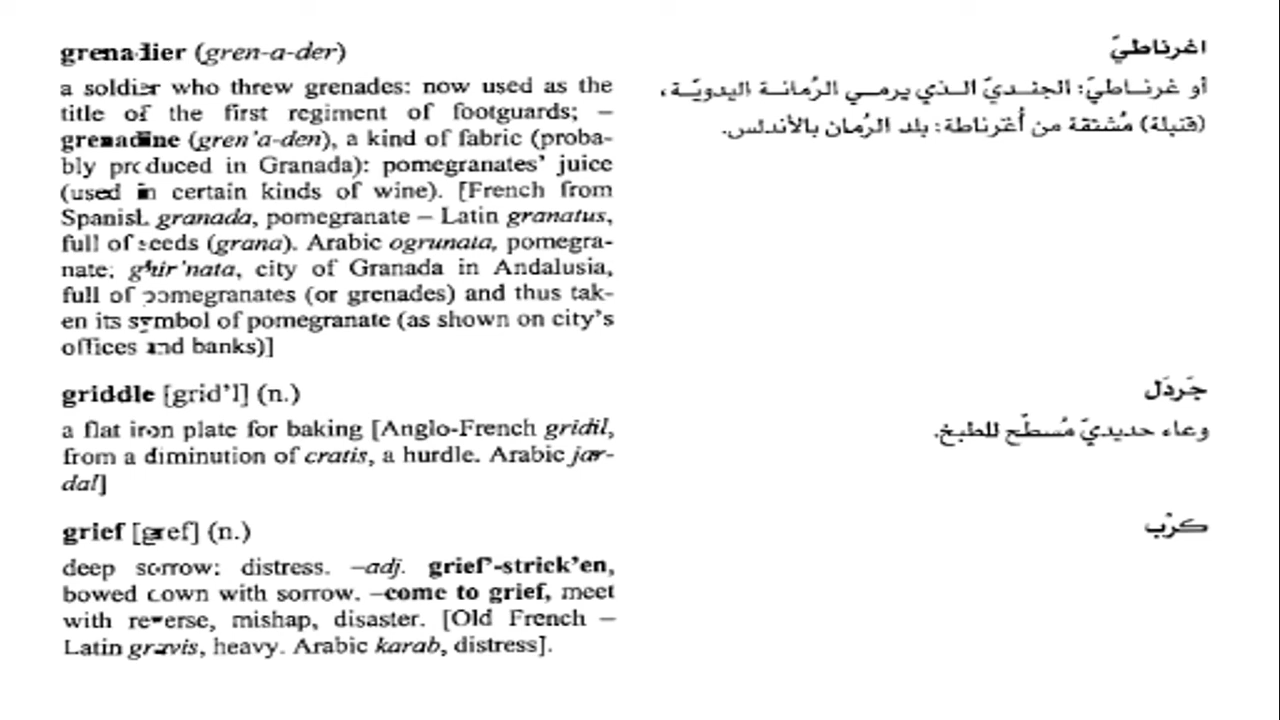 grenadier (gren-a-der)
a soldier who threw grenades: now used as the
title of the first regiment of footguards; –
grenadine (gren'a-den), a kind of fabric (proba-
bly produced in Granada): pomegranates' juice
(used in certain kinds of wine). [French from
Spanish granada, pomegranate – Latin granatus,
full of seeds (grana). Arabic ogrunata, pomegra-
nate; ghir'nata, city of Granada in Andalusia,
full of pomegranates (or grenades) and thus tak-
en its symbol of pomegranate (as shown on city's
offices and banks)]
اغرناطيّ
أو غرناطيّ: الجنديّ الذي يرمي الرُمانة اليدويّة،
(قنبلة) مُشتقة من أُغرناطة: بلد الرُمان بالأندلس.
griddle [grid'l] (n.)
a flat iron plate for baking [Anglo-French gridil,
from a diminution of cratis, a hurdle. Arabic jar-
dal]
جَردَل
وعاء حديديّ مُسطّح للطبخ.
grief [gref] (n.)
deep sorrow: distress. –adj. grief'-strick'en,
bowed down with sorrow. –come to grief, meet
with reverse, mishap, disaster. [Old French –
Latin gravis, heavy. Arabic karab, distress].
كرْب